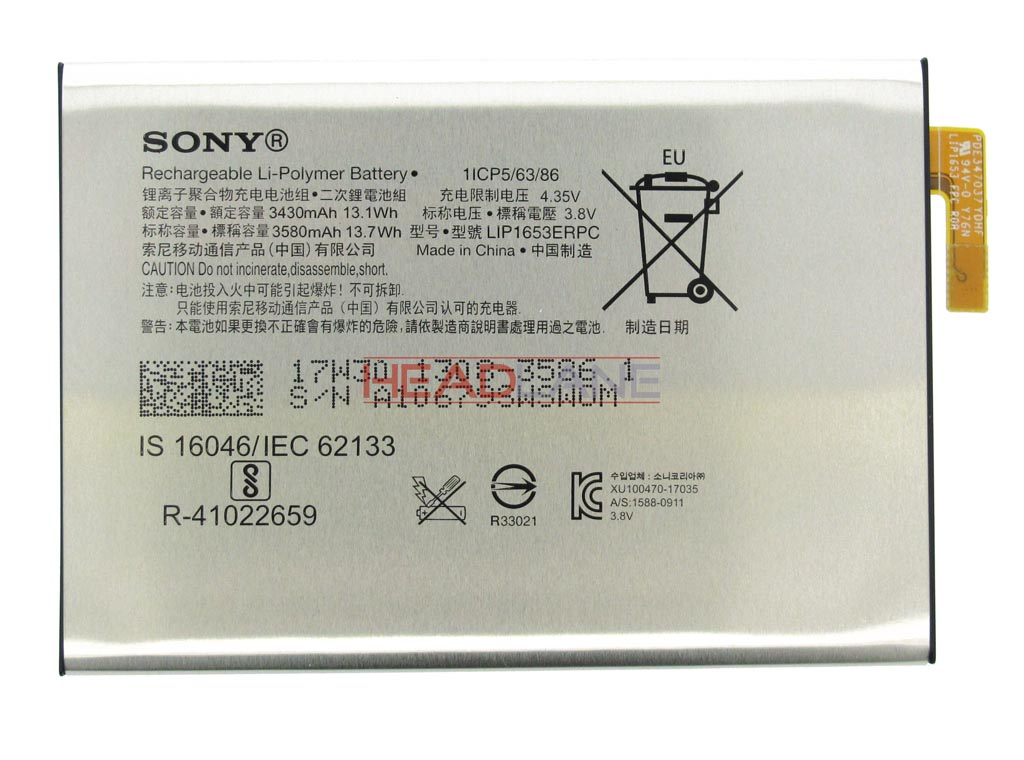 SONY®
Rechargeable Li-Polymer Battery • 1ICP5/63/86
锂离子聚合物充电电池组 • 二次鋰電池組 充电限制电压 4.35V
额定容量 • 額定容量 3430mAh 13.1Wh 标称电压 • 標稱電壓 3.8V
标称容量 • 標稱容量 3580mAh 13.7Wh 型号 • 型號 LIP1653ERPC
索尼移动通信产品(中国)有限公司 Made in China • 中国制造
CAUTION Do not incinerate,disassemble,short.
注意: 电池投入火中可能引起爆炸! 不可拆卸.
只能使用索尼移动通信产品(中国)有限公司认可的充电器.
警告: 本電池如果更換不正確會有爆炸的危險, 請依製造商說明書處理用過之電池. 制造日期
EU
17W30
S/N
HEADLANE
IS 16046/IEC 62133
R-41022659
R33021
수입업체 : 소니코리아㈜
XU100470-17035
A/S:1588-0911
3.8V
94V-0 Y76N
LIP1653